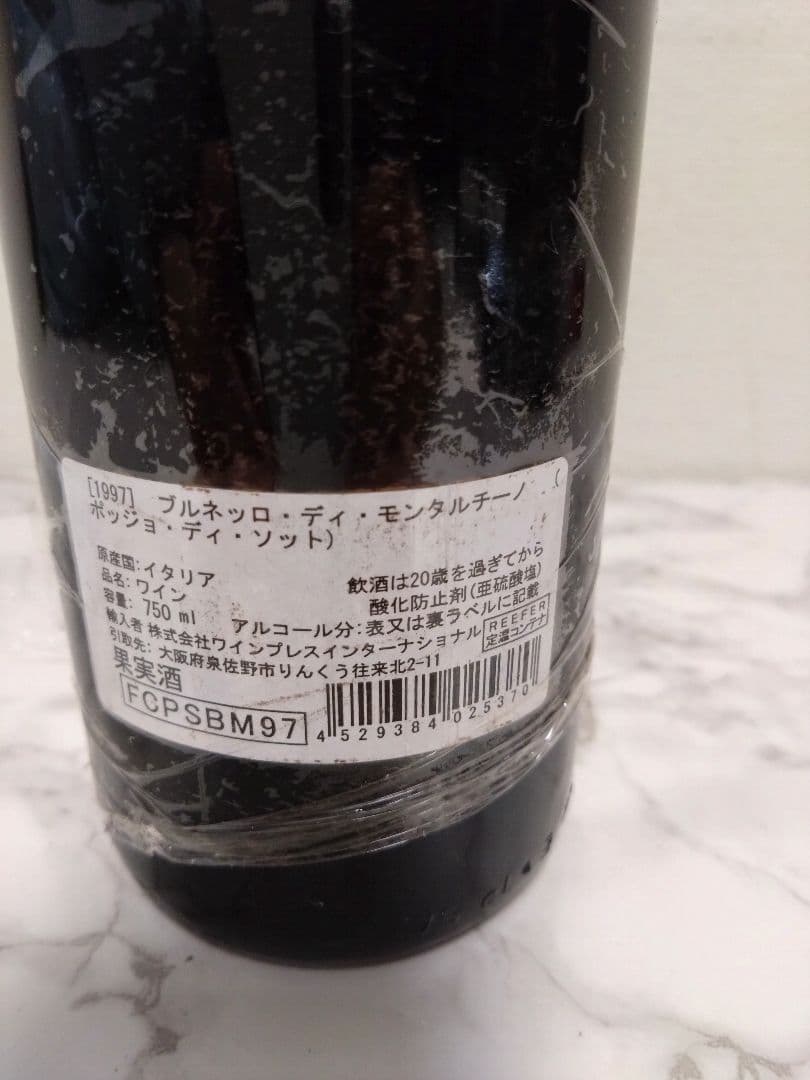 [1997] ブルネッロ・ディ・モンタルチーノ (
ポッジョ・ディ・ソット)
原産国:イタリア
品名:ワイン
飲酒は20歳を過ぎてから
容量: 750 ml
酸化防止剤(亜硫酸塩)
アルコール分:表又は裏ラベルに記載
輸入者 株式会社ワインプレスインターナショナル
REEFER
定温コンテナ
引取先: 大阪府泉佐野市りんくう往来北2-11
果実酒
FCPSBM97
4 529384 025370